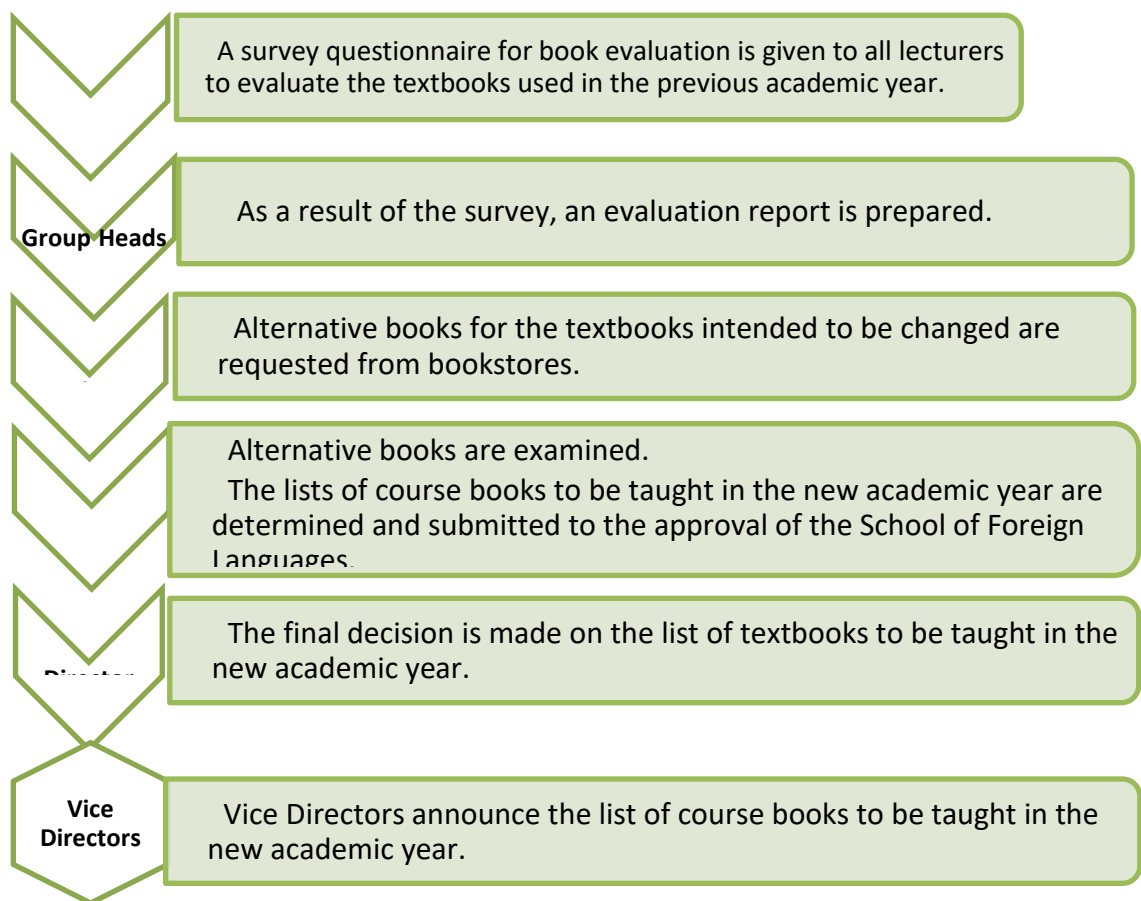 A survey questionnaire for book evaluation is given to all lecturers
to evaluate the textbooks used in the previous academic year.
Group Heads
As a result of the survey, an evaluation report is prepared.
Alternative books for the textbooks intended to be changed are
requested from bookstores.
Alternative books are examined.
The lists of course books to be taught in the new academic year are
determined and submitted to the approval of the School of Foreign
Languages.
Director
The final decision is made on the list of textbooks to be taught in the
new academic year.
Vice
Directors
Vice Directors announce the list of course books to be taught in the
new academic year.